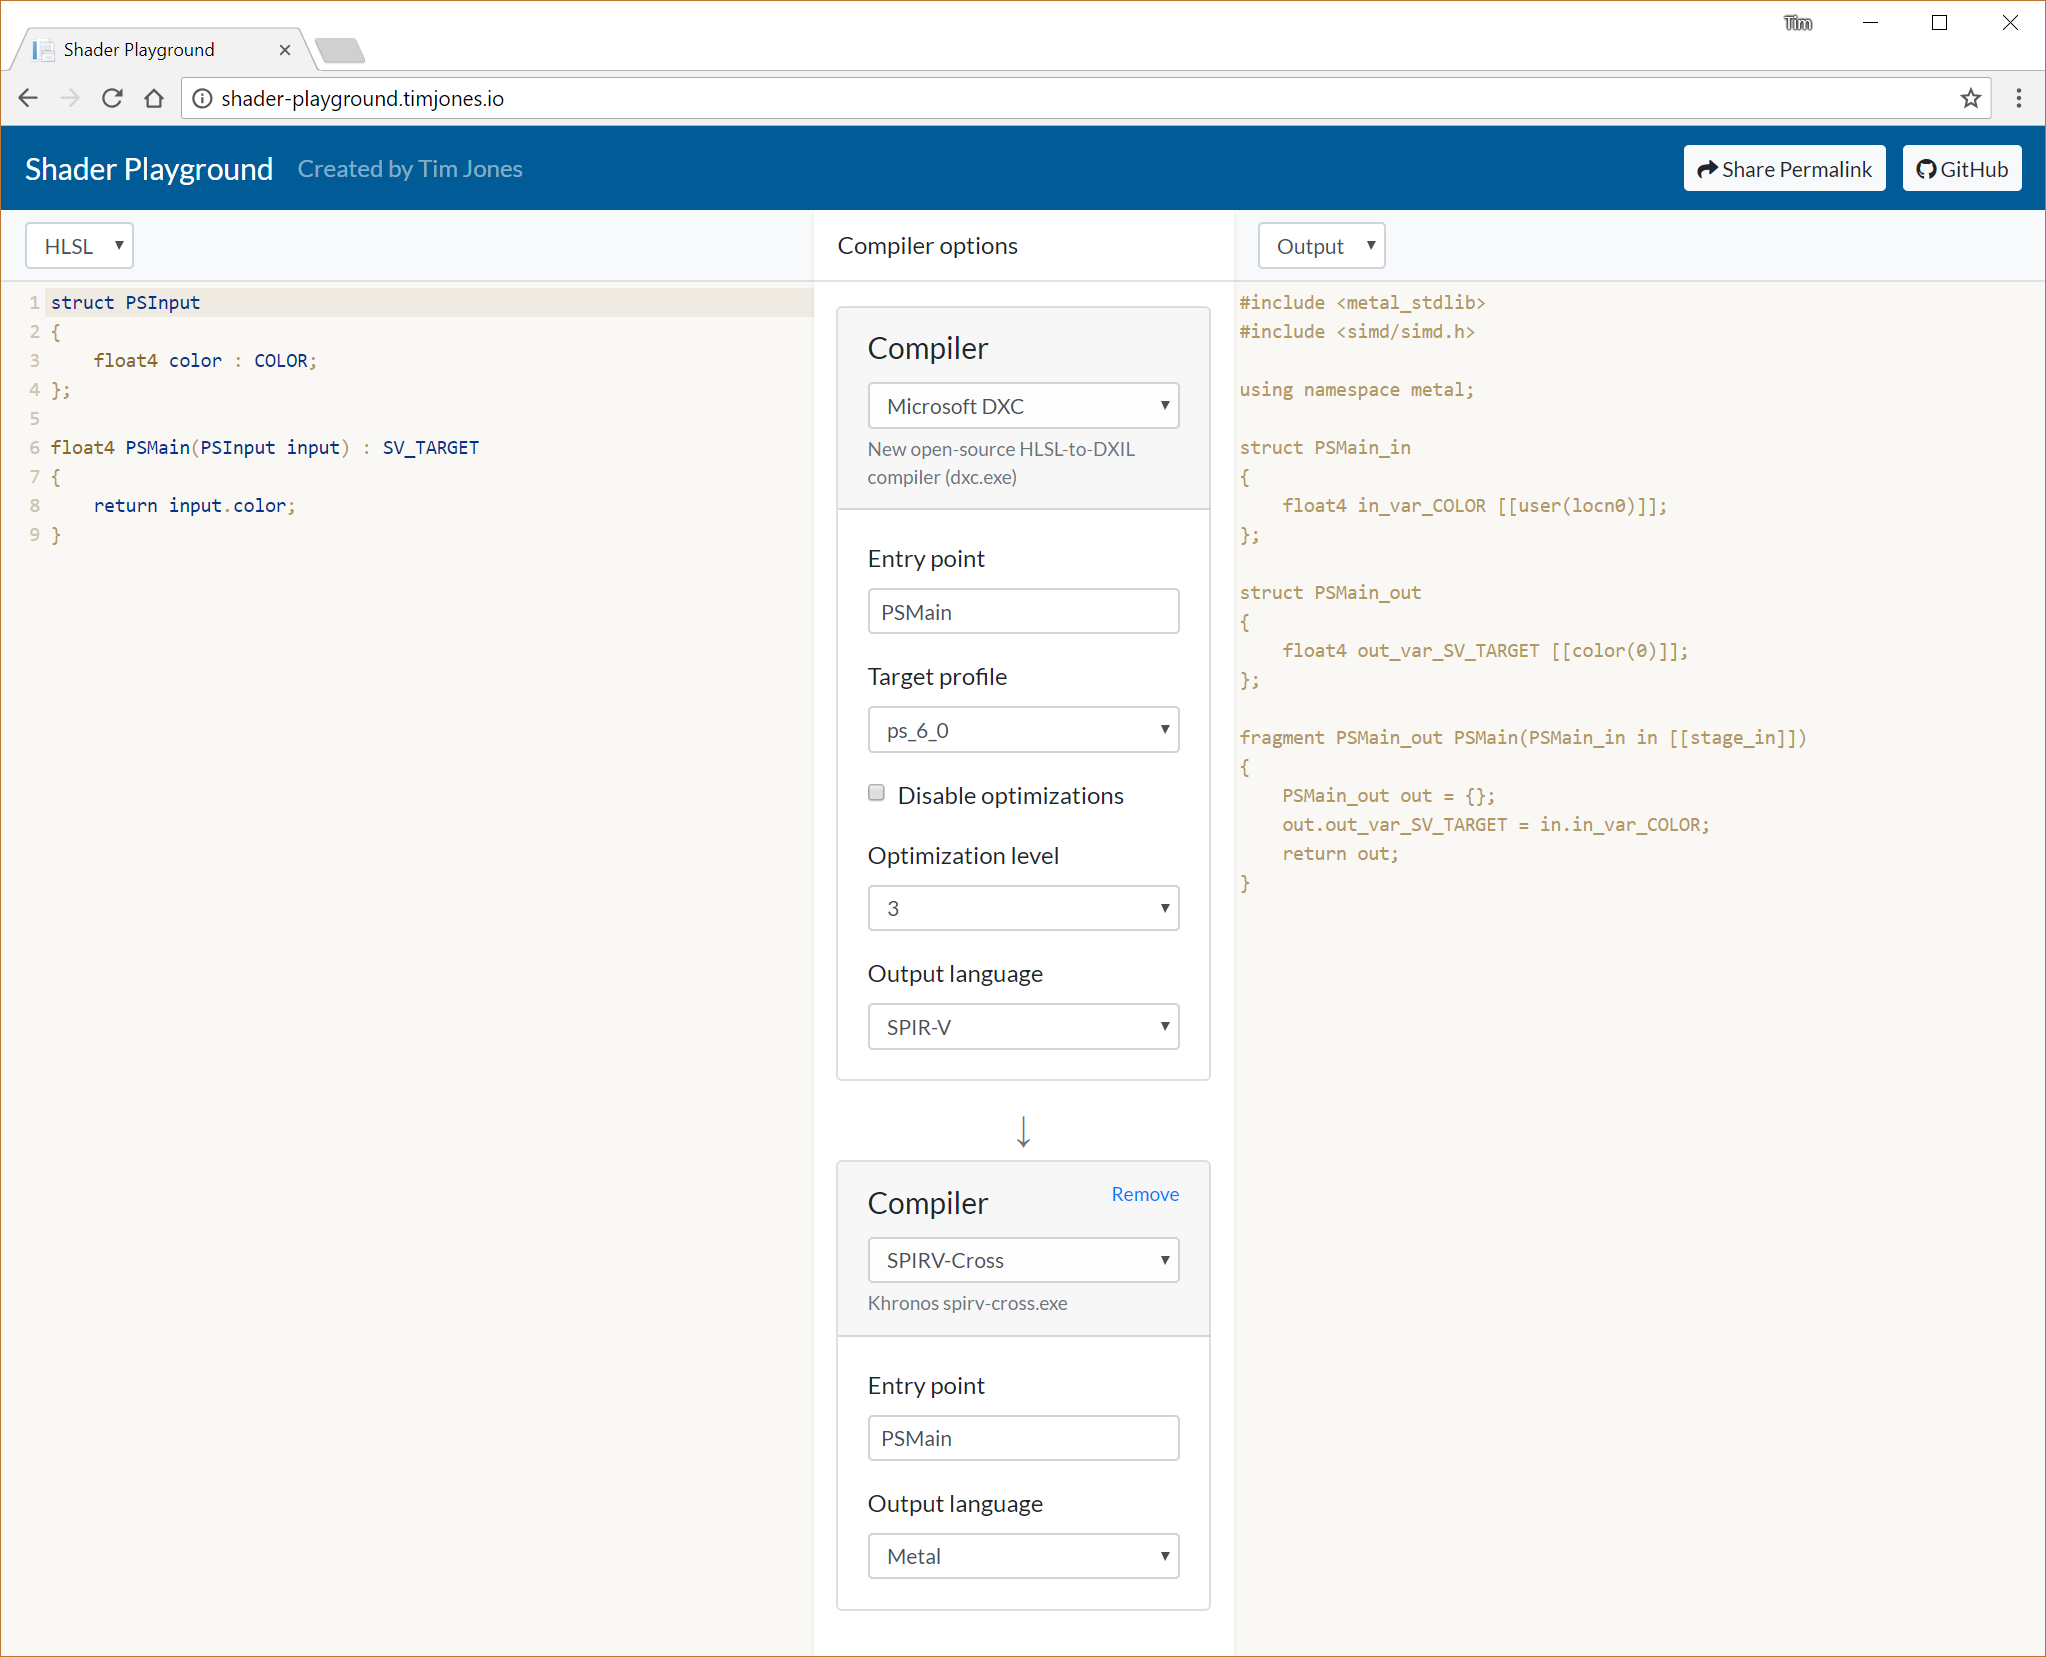 Tim
Shader Playground
shader-playground.timjones.io
Shader Playground Created by Tim Jones
Share Permalink
GitHub
HLSL
1 struct PSInput
2 {
3     float4 color : COLOR;
4 };
5
6 float4 PSMain(PSInput input) : SV_TARGET
7 {
8     return input.color;
9 }
Compiler options
Compiler
Microsoft DXC
New open-source HLSL-to-DXIL
compiler (dxc.exe)
Entry point
PSMain
Target profile
ps_6_0
Disable optimizations
Optimization level
3
Output language
SPIR-V
↓
Compiler
Remove
SPIRV-Cross
Khronos spirv-cross.exe
Entry point
PSMain
Output language
Metal
Output
#include <metal_stdlib>
#include <simd/simd.h>
using namespace metal;
struct PSMain_in
{
    float4 in_var_COLOR [[user(locn0)]];
};
struct PSMain_out
{
    float4 out_var_SV_TARGET [[color(0)]];
};
fragment PSMain_out PSMain(PSMain_in in [[stage_in]])
{
    PSMain_out out = {};
    out.out_var_SV_TARGET = in.in_var_COLOR;
    return out;
}